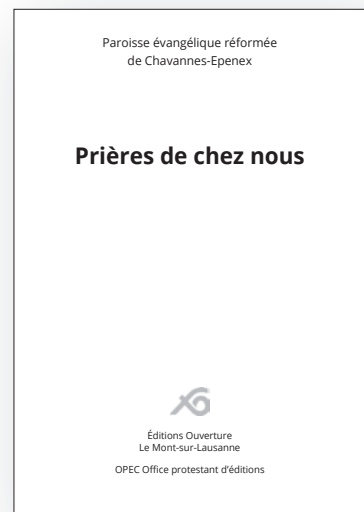 Paroisse évangélique réformée
de Chavannes-Epenex
Prières de chez nous
Éditions Ouverture
Le Mont-sur-Lausanne
OPEC Office protestant d’éditions